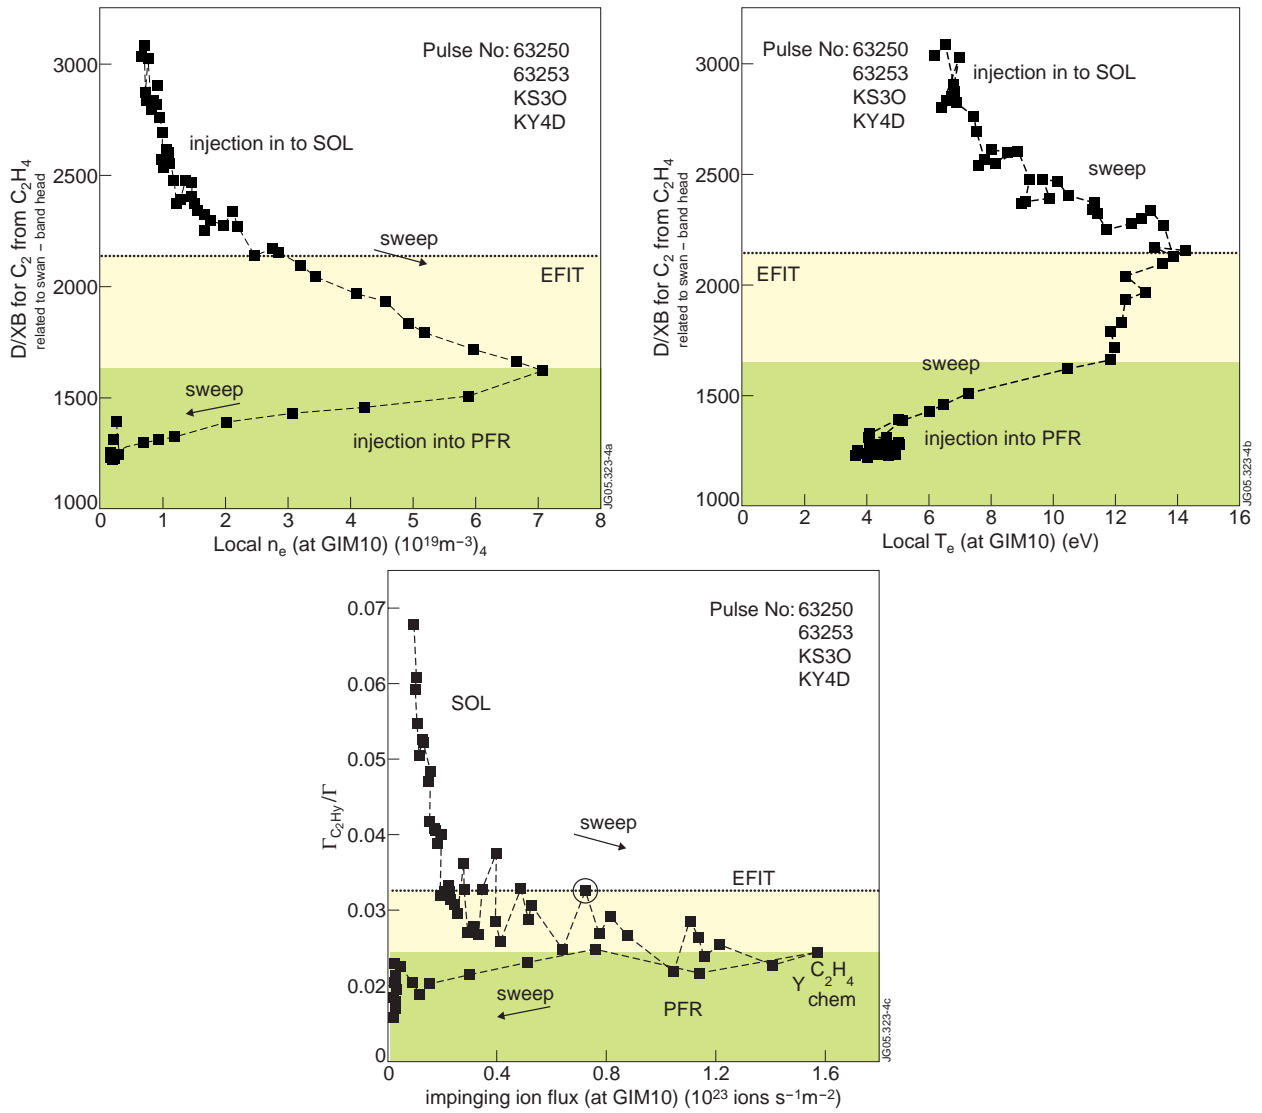 Pulse No: 63250
63253
KS3O
KY4D
injection in to SOL
sweep
EFIT
sweep
injection into PFR
3000
2500
2000
1500
1000
0 1 2 3 4 5 6 7 8
D/XB for C2 from C2H4
related to swan – band head
Local ne (at GIM10) (10^19m^–3)4
JG05.323-4a
Pulse No: 63250
63253
KS3O
KY4D
injection in to SOL
sweep
EFIT
sweep
injection into PFR
3000
2500
2000
1500
1000
0 2 4 6 8 10 12 14 16
D/XB for C2 from C2H4
related to swan – band head
Local Te (at GIM10) (eV)
JG05.323-4b
Pulse No: 63250
63253
KS3O
KY4D
SOL
sweep
EFIT
sweep
PFR
Y C2H4
chem
0.07
0.06
0.05
0.04
0.03
0.02
0
0 0.4 0.8 1.2 1.6
ΓC2Hy/Γ
impinging ion flux (at GIM10) (10^23 ions s^–1m^–2)
JG05.323-4c